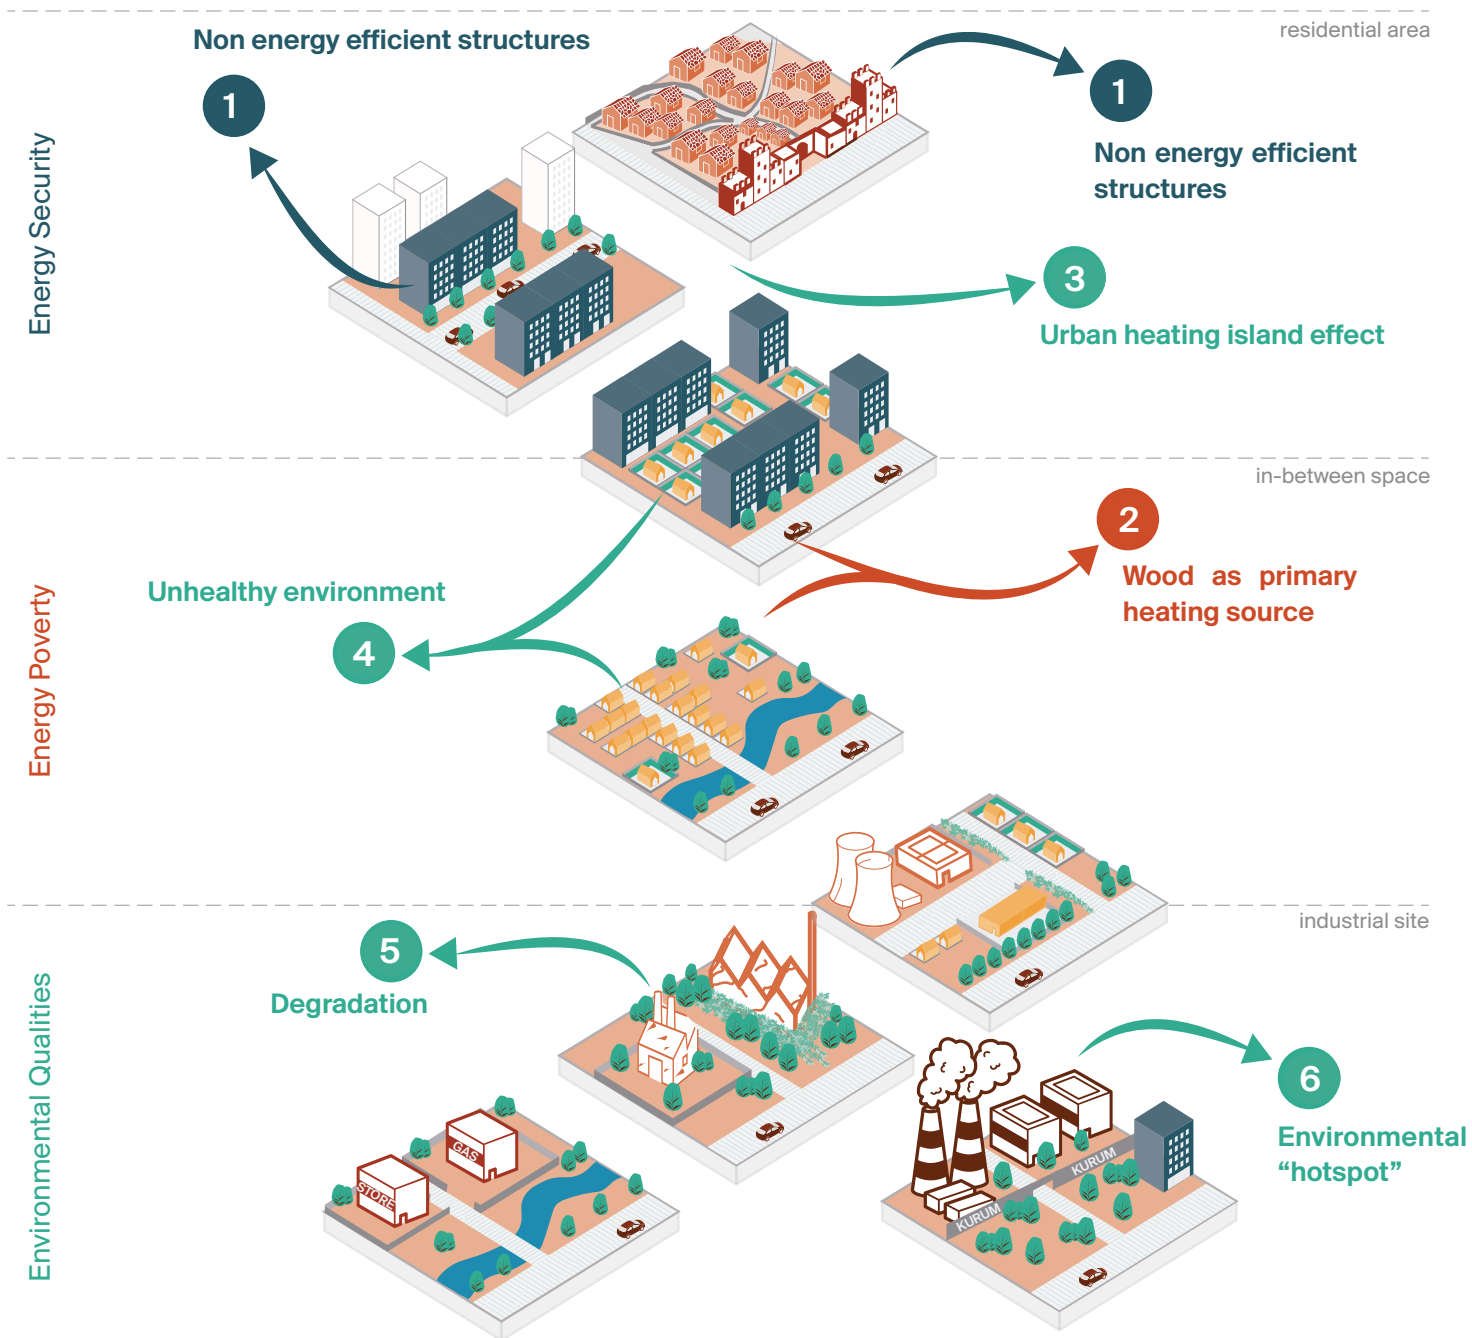 residential area
Non energy efficient structures
1
1
Non energy efficient
structures
Energy Security
3
Urban heating island effect
in-between space
2
Wood as primary
heating source
Unhealthy environment
4
Energy Poverty
industrial site
5
Degradation
Environmental Qualities
6
Environmental
“hotspot”
GAS
STORE
KURUM
KURUM